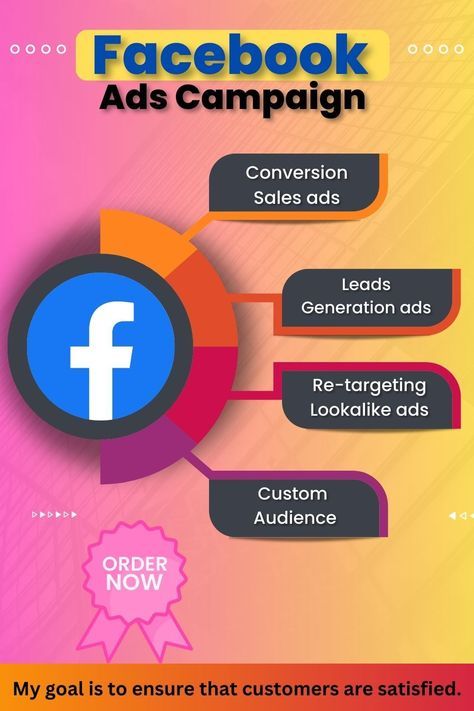 Facebook
Ads Campaign
Conversion
Sales ads
Leads
Generation ads
Re-targeting
Lookalike ads
Custom
Audience
ORDER
NOW
My goal is to ensure that customers are satisfied.